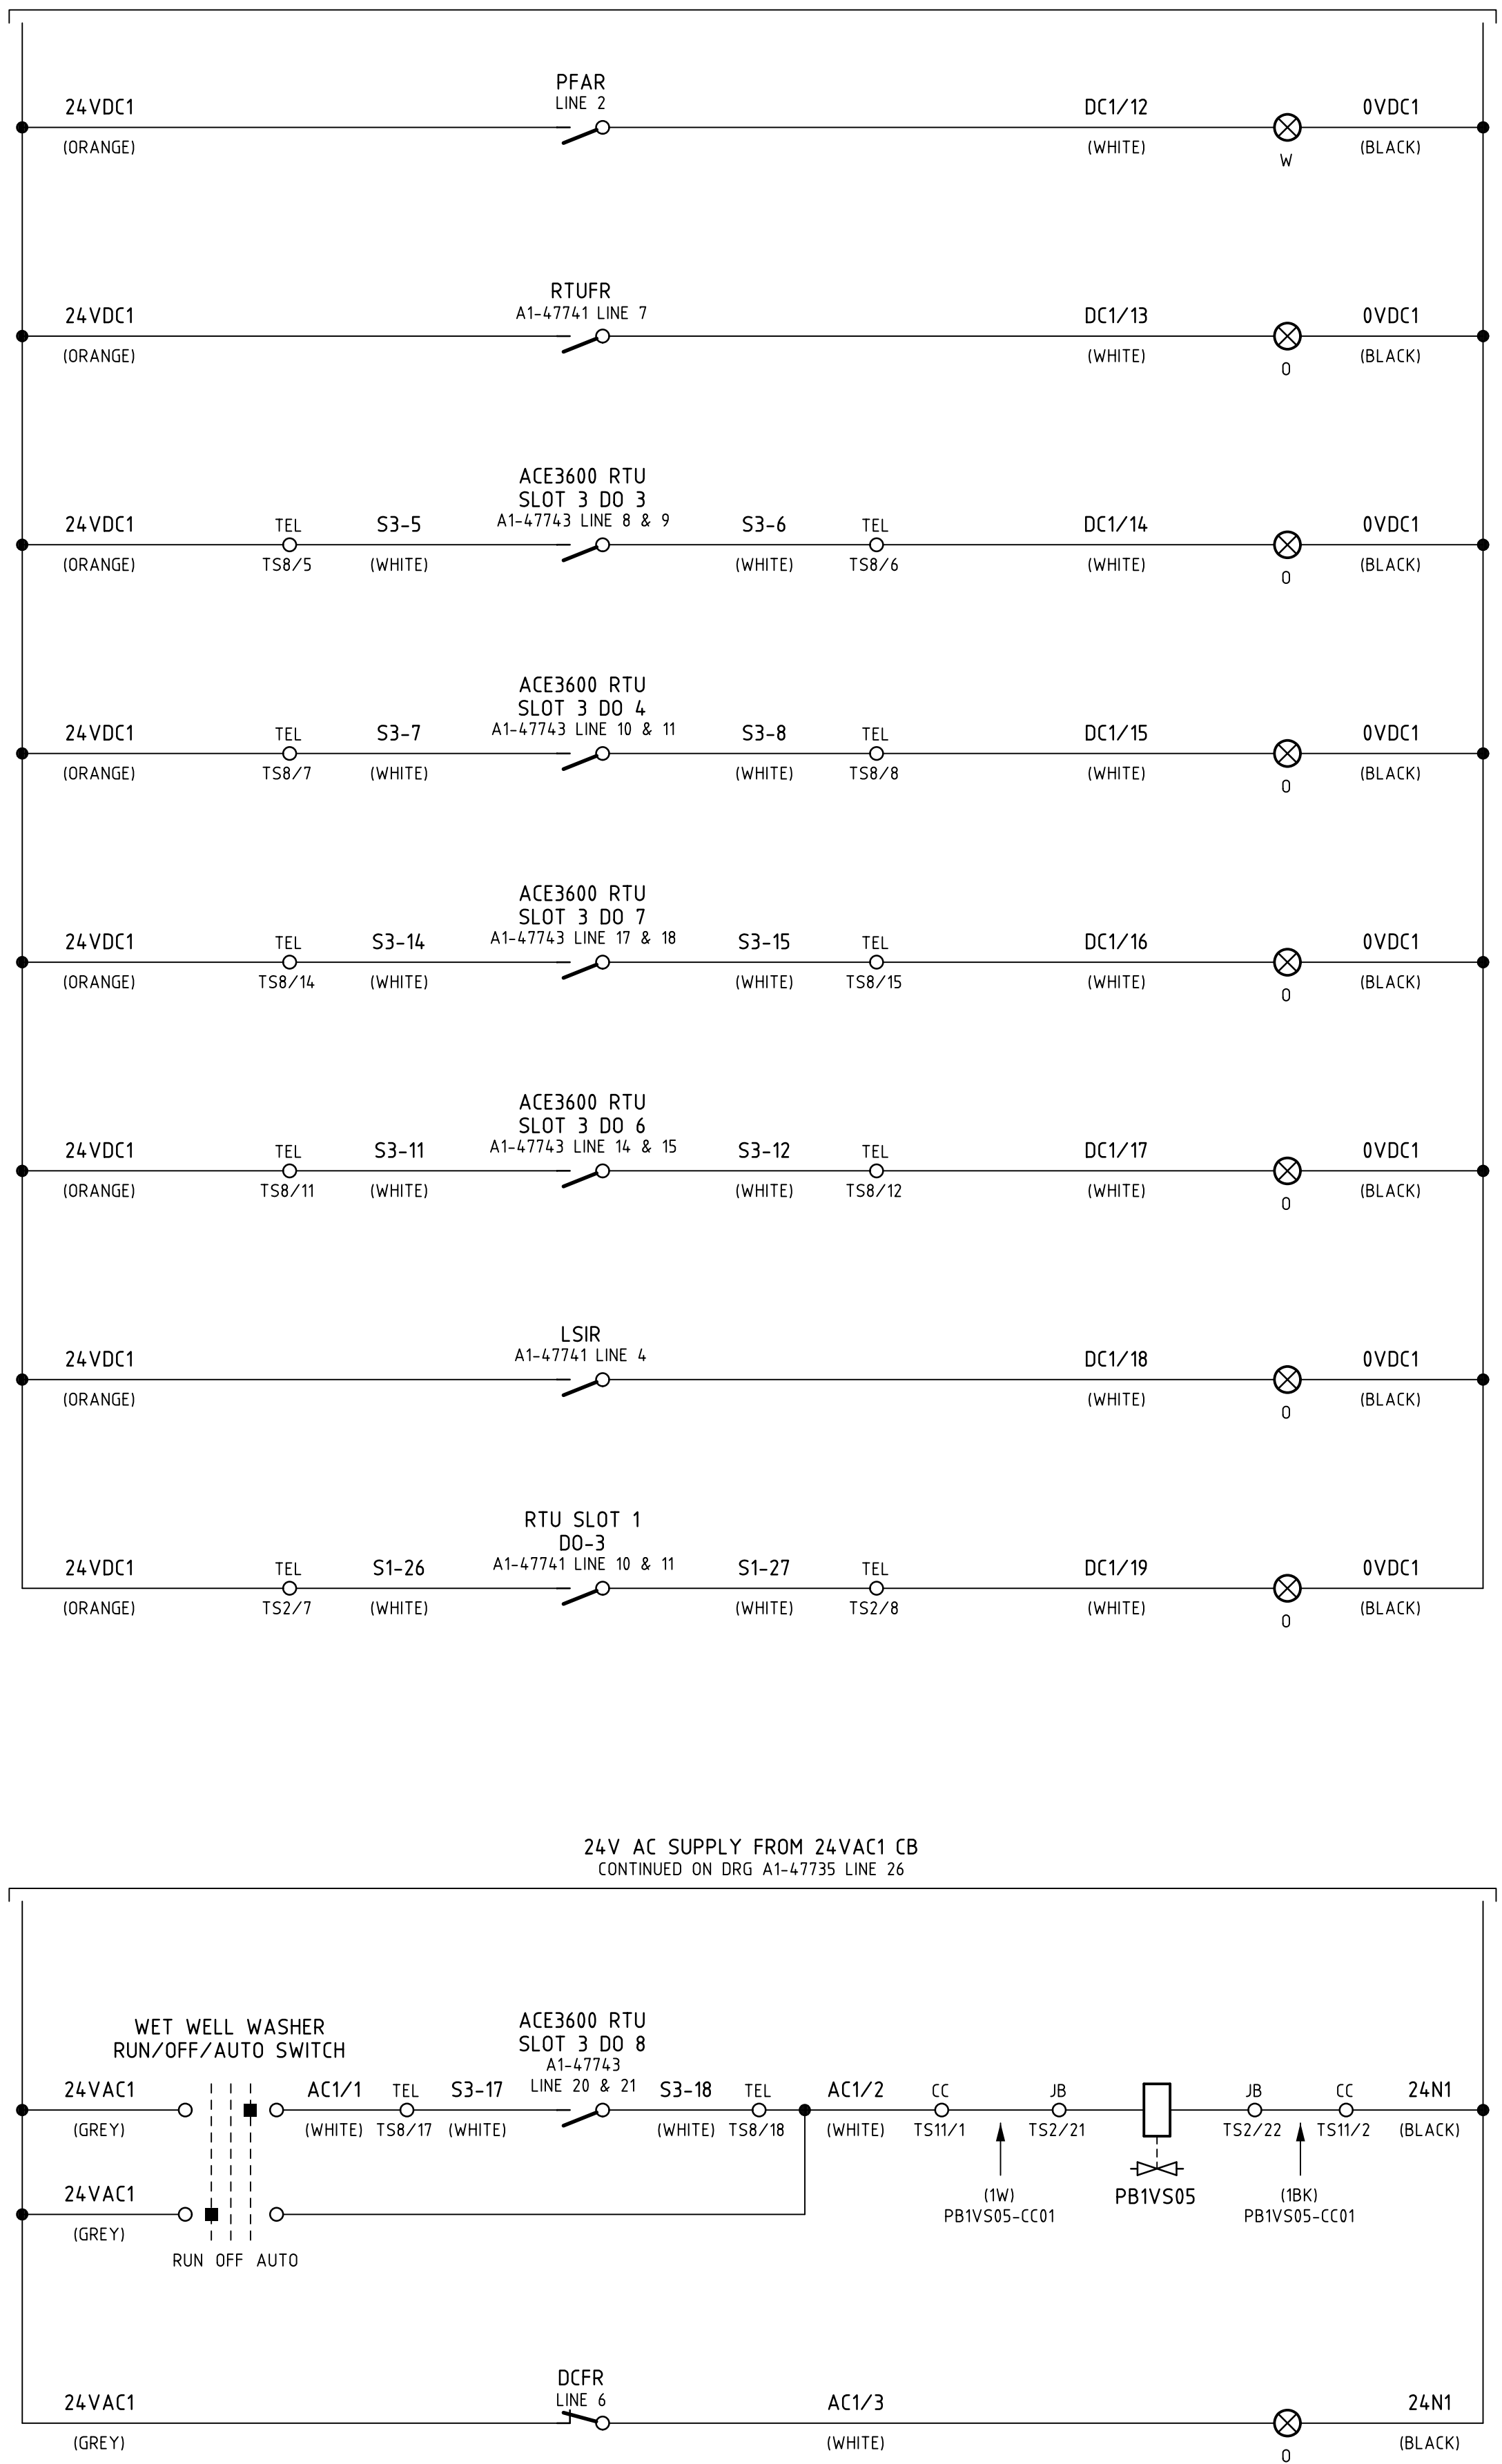 PFAR
LINE 2
24VDC1 DC1/12 0VDC1
(ORANGE) (WHITE) W (BLACK)
RTUFR
A1-47741 LINE 7
24VDC1 DC1/13 0VDC1
(ORANGE) (WHITE) O (BLACK)
ACE3600 RTU
SLOT 3 DO 3
A1-47743 LINE 8 & 9
24VDC1 TEL S3-5 S3-6 TEL DC1/14 0VDC1
(ORANGE) TS8/5 (WHITE) (WHITE) TS8/6 (WHITE) O (BLACK)
ACE3600 RTU
SLOT 3 DO 4
A1-47743 LINE 10 & 11
24VDC1 TEL S3-7 S3-8 TEL DC1/15 0VDC1
(ORANGE) TS8/7 (WHITE) (WHITE) TS8/8 (WHITE) O (BLACK)
ACE3600 RTU
SLOT 3 DO 7
A1-47743 LINE 17 & 18
24VDC1 TEL S3-14 S3-15 TEL DC1/16 0VDC1
(ORANGE) TS8/14 (WHITE) (WHITE) TS8/15 (WHITE) O (BLACK)
ACE3600 RTU
SLOT 3 DO 6
A1-47743 LINE 14 & 15
24VDC1 TEL S3-11 S3-12 TEL DC1/17 0VDC1
(ORANGE) TS8/11 (WHITE) (WHITE) TS8/12 (WHITE) O (BLACK)
LSIR
A1-47741 LINE 4
24VDC1 DC1/18 0VDC1
(ORANGE) (WHITE) O (BLACK)
RTU SLOT 1
DO-3
A1-47741 LINE 10 & 11
24VDC1 TEL S1-26 S1-27 TEL DC1/19 0VDC1
(ORANGE) TS2/7 (WHITE) (WHITE) TS2/8 (WHITE) O (BLACK)
24V AC SUPPLY FROM 24VAC1 CB
CONTINUED ON DRG A1-47735 LINE 26
WET WELL WASHER
RUN/OFF/AUTO SWITCH
ACE3600 RTU
SLOT 3 DO 8
A1-47743
LINE 20 & 21
24VAC1 AC1/1 TEL S3-17 S3-18 TEL AC1/2 CC JB JB CC 24N1
(GREY) (WHITE) TS8/17 (WHITE) (WHITE) TS8/18 (WHITE) TS11/1 TS2/21 TS2/22 TS11/2 (BLACK)
24VAC1 (1W) PB1VS05 (1BK)
PB1VS05-CC01 PB1VS05-CC01
(GREY)
RUN OFF AUTO
DCFR
LINE 6
24VAC1 AC1/3 24N1
(GREY) (WHITE) O (BLACK)